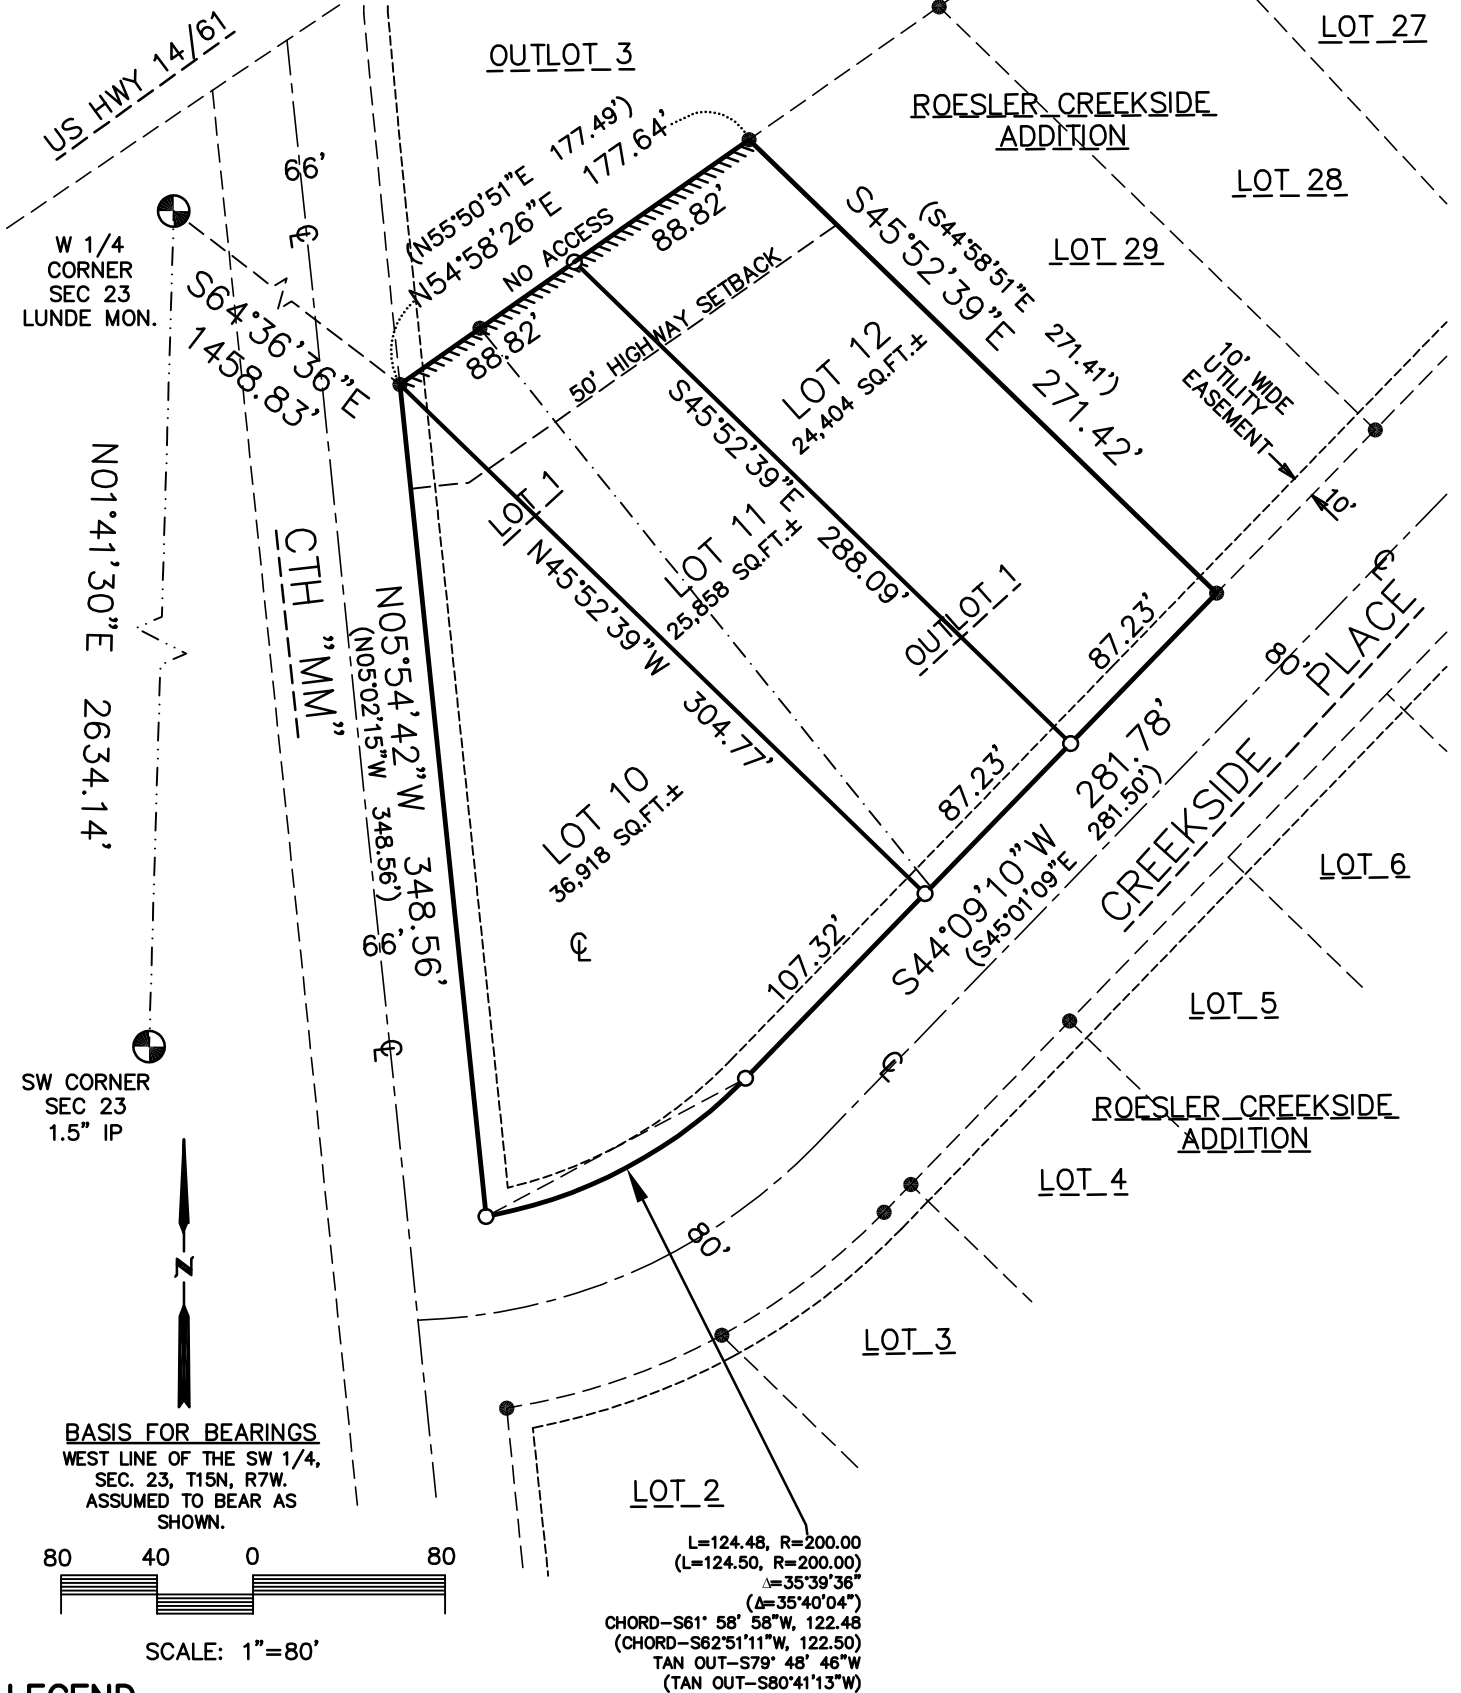 US HWY 14/61
OUTLOT 3
LOT 27
ROESLER CREEKSIDE
ADDITION
LOT 28
LOT 29
66'
℄
W 1/4
CORNER
SEC 23
LUNDE MON.
S64°36'36"E
1458.83'
(N55°50'51"E 177.49')
N54°58'26"E 177.64'
NO ACCESS
88.82'
88.82'
50' HIGHWAY SETBACK
(S44°58'51"E 271.41')
S45°52'39"E 271.42'
10' WIDE
UTILITY
EASEMENT
10'
LOT 12
24,404 SQ.FT.±
S45°52'39"E 288.09'
LOT 1
LOT 11
25,858 SQ.FT.±
OUTLOT 1
N45°52'39"W 304.77'
N01°41'30"E 2634.14'
CTH "MM"
N05°54'42"W 348.56'
(N05°02'15"W 348.56')
87.23'
87.23'
℄
80'
CREEKSIDE PLACE
S44°09'10"W 281.78'
(S45°01'09"E 281.50')
LOT 10
36,918 SQ.FT.±
℄
107.32'
66'
℄
℄
LOT 6
LOT 5
SW CORNER
SEC 23
1.5" IP
ROESLER CREEKSIDE
ADDITION
LOT 4
80'
N
LOT 3
LOT 2
BASIS FOR BEARINGS
WEST LINE OF THE SW 1/4,
SEC. 23, T15N, R7W.
ASSUMED TO BEAR AS
SHOWN.
80 40 0 80
SCALE: 1"=80'
L=124.48, R=200.00
(L=124.50, R=200.00)
Δ=35°39'36"
(Δ=35°40'04")
CHORD-S61° 58' 58"W, 122.48
(CHORD-S62°51'11"W, 122.50)
TAN OUT-S79° 48' 46"W
(TAN OUT-S80°41'13"W)
LEGEND